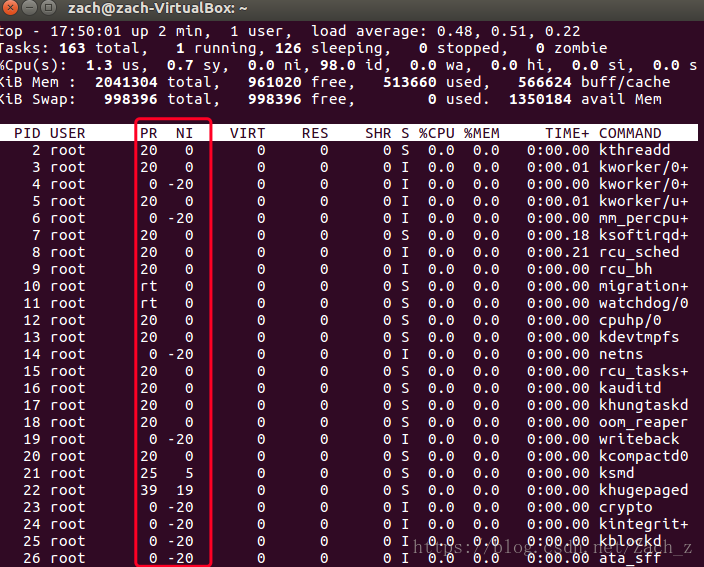 zach@zach-VirtualBox: ~
top - 17:50:01 up 2 min,  1 user,  load average: 0.48, 0.51, 0.22
Tasks: 163 total,   1 running, 126 sleeping,   0 stopped,   0 zombie
%Cpu(s):  1.3 us,  0.7 sy,  0.0 ni, 98.0 id,  0.0 wa,  0.0 hi,  0.0 si,  0.0 s
KiB Mem :  2041304 total,   961020 free,   513660 used,   566624 buff/cache
KiB Swap:   998396 total,   998396 free,        0 used.  1350184 avail Mem
PID USER      PR  NI    VIRT    RES    SHR S %CPU %MEM     TIME+ COMMAND
2 root      20   0       0      0      0 S  0.0  0.0   0:00.00 kthreadd
3 root      20   0       0      0      0 I  0.0  0.0   0:00.01 kworker/0+
4 root       0 -20       0      0      0 I  0.0  0.0   0:00.00 kworker/0+
5 root      20   0       0      0      0 I  0.0  0.0   0:00.01 kworker/u+
6 root       0 -20       0      0      0 I  0.0  0.0   0:00.00 mm_percpu+
7 root      20   0       0      0      0 S  0.0  0.0   0:00.18 ksoftirqd+
8 root      20   0       0      0      0 I  0.0  0.0   0:00.21 rcu_sched
9 root      20   0       0      0      0 I  0.0  0.0   0:00.00 rcu_bh
10 root      rt   0       0      0      0 S  0.0  0.0   0:00.00 migration+
11 root      rt   0       0      0      0 S  0.0  0.0   0:00.00 watchdog/0
12 root      20   0       0      0      0 S  0.0  0.0   0:00.00 cpuhp/0
13 root      20   0       0      0      0 S  0.0  0.0   0:00.00 kdevtmpfs
14 root       0 -20       0      0      0 I  0.0  0.0   0:00.00 netns
15 root      20   0       0      0      0 S  0.0  0.0   0:00.00 rcu_tasks+
16 root      20   0       0      0      0 S  0.0  0.0   0:00.00 kauditd
17 root      20   0       0      0      0 S  0.0  0.0   0:00.00 khungtaskd
18 root      20   0       0      0      0 S  0.0  0.0   0:00.00 oom_reaper
19 root       0 -20       0      0      0 I  0.0  0.0   0:00.00 writeback
20 root      20   0       0      0      0 S  0.0  0.0   0:00.00 kcompactd0
21 root      25   5       0      0      0 S  0.0  0.0   0:00.00 ksmd
22 root      39  19       0      0      0 S  0.0  0.0   0:00.00 khugepaged
23 root       0 -20       0      0      0 I  0.0  0.0   0:00.00 crypto
24 root       0 -20       0      0      0 I  0.0  0.0   0:00.00 kintegrit+
25 root       0 -20       0      0      0 I  0.0  0.0   0:00.00 kblockd
26 root       0 -20       0      0      0 I  0.0  0.0   0:00.00 ata_sff
https://blog.csdn.net/Zach_z